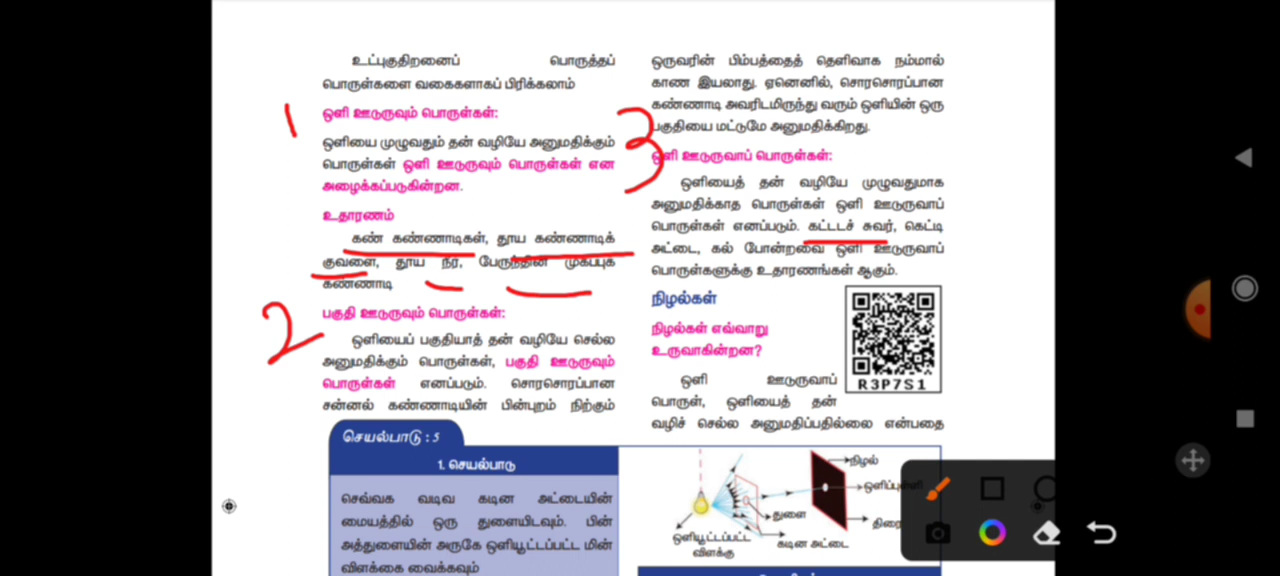 உட்புகுதிறனைப் பொருத்தப்
பொருள்களை வகைகளாகப் பிரிக்கலாம்
1
ஒளி ஊடுருவும் பொருள்கள்:
ஒளியை முழுவதும் தன் வழியே அனுமதிக்கும்
பொருள்கள் ஒளி ஊடுருவும் பொருள்கள் என
அழைக்கப்படுகின்றன.
உதாரணம்
கண் கண்ணாடிகள், தூய கண்ணாடிக்
குவளை, தூய நீர், பேருந்தின் முகப்புக்
கண்ணாடி
2
பகுதி ஊடுருவும் பொருள்கள்:
ஒளியைப் பகுதியாத் தன் வழியே செல்ல
அனுமதிக்கும் பொருள்கள், பகுதி ஊடுருவும்
பொருள்கள் எனப்படும். சொரசொரப்பான
சன்னல் கண்ணாடியின் பின்புறம் நிற்கும்
ஒருவரின் பிம்பத்தைத் தெளிவாக நம்மால்
காண இயலாது. ஏனெனில், சொரசொரப்பான
கண்ணாடி அவரிடமிருந்து வரும் ஒளியின் ஒரு
பகுதியை மட்டுமே அனுமதிக்கிறது.
3
ஒளி ஊடுருவாப் பொருள்கள்:
ஒளியைத் தன் வழியே முழுவதுமாக
அனுமதிக்காத பொருள்கள் ஒளி ஊடுருவாப்
பொருள்கள் எனப்படும். கட்டடச் சுவர், கெட்டி
அட்டை, கல் போன்றவை ஒளி ஊடுருவாப்
பொருள்களுக்கு உதாரணங்கள் ஆகும்.
நிழல்கள்
நிழல்கள் எவ்வாறு
உருவாகின்றன?
R3P7S1
ஒளி ஊடுருவாப்
பொருள், ஒளியைத் தன்
வழிச் செல்ல அனுமதிப்பதில்லை என்பதை
செயல்பாடு : 5
1. செயல்பாடு
செவ்வக வடிவ கடின அட்டையின்
மையத்தில் ஒரு துளையிடவும். பின்
அத்துளையின் அருகே ஒளியூட்டப்பட்ட மின்
விளக்கை வைக்கவும்
நிழல்
ஒளிப்புள்ளி
துளை
திரை
ஒளியூட்டப்பட்ட
விளக்கு
கடின அட்டை